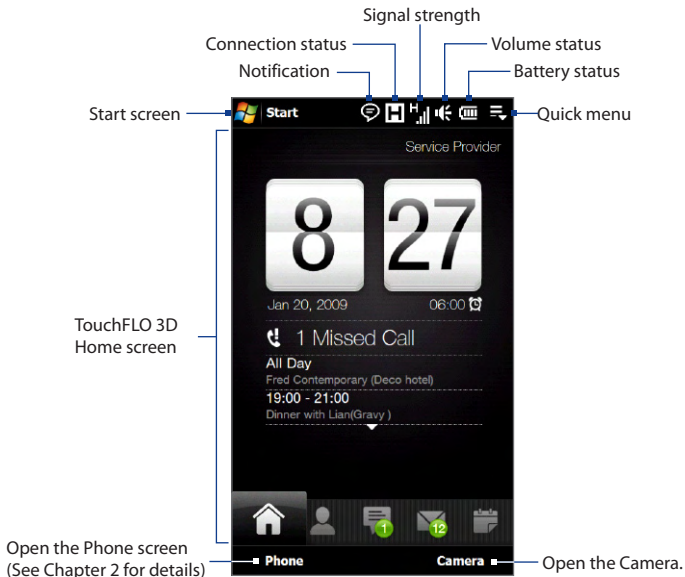 Signal strength
Connection status
Volume status
Notification
Battery status
Start screen
Start
H
H
Quick menu
Service Provider
8
27
Jan 20, 2009
06:00
TouchFLO 3D
Home screen
1 Missed Call
All Day
Fred Contemporary (Deco hotel)
19:00 - 21:00
Dinner with Lian(Gravy )
1
12
Open the Phone screen
(See Chapter 2 for details)
Phone
Camera
Open the Camera.